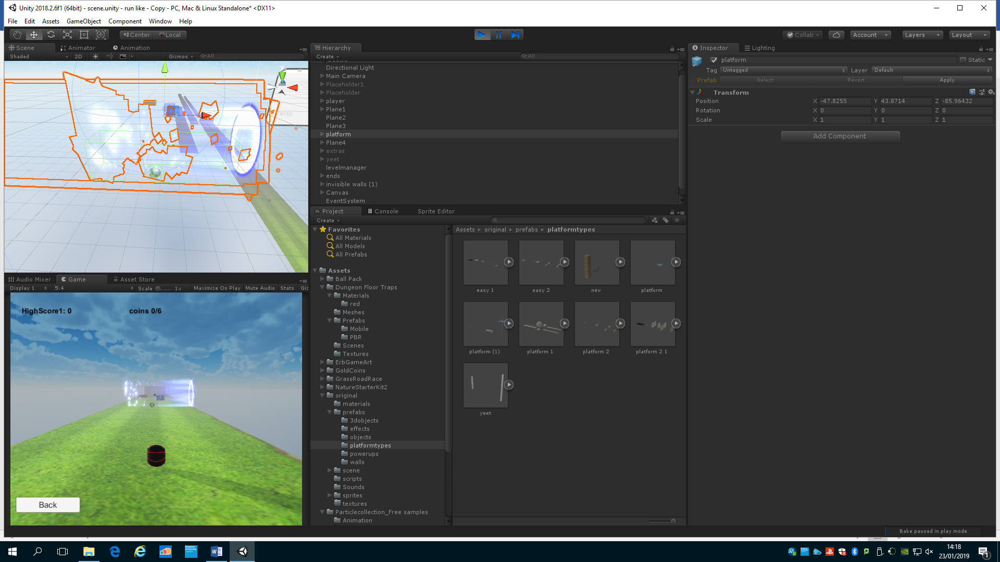 Unity 2018.2.6f1 (64bit) - scene.unity - run like - Copy - PC, Mac & Linux Standalone* <DX11>
File Edit Assets GameObject Component Window Help
Center Local
Collab Account Layers Layout
Scene Animator Animation
Shaded 2D Gizmos All
Persp
y
Hierarchy
Create All
Directional Light
Main Camera
Placeholder1
Placeholder
player
Plane1
Plane2
Plane3
platform
Plane4
extras
yeet
levelmanager
ends
invisible walls (1)
Canvas
EventSystem
Inspector Lighting
platform Static
Tag Untagged Layer Default
Prefab Select Revert Apply
Transform
Position X -47.8255 Y 43.8714 Z -85.96432
Rotation X 0 Y 0 Z 0
Scale X 1 Y 1 Z 1
Add Component
Audio Mixer Game Asset Store
Display 1 5:4 Scale 1x Maximize On Play Mute Audio Stats Giz
HighScore1: 0 coins 0/6
Back
Project Console Sprite Editor
Create
Favorites
All Materials
All Models
All Prefabs
Assets
Ball Pack
Dungeon Floor Traps
Materials
red
Meshes
Prefabs
Mobile
PBR
Scenes
Textures
ErbGameArt
GoldCoins
GrassRoadRace
NatureStarterKit2
original
materials
prefabs
3dobjects
effects
objects
platformtypes
powerups
walls
scene
scripts
Sounds
sprites
textures
Particlecollection_Free samples
Animation
Assets original prefabs platformtypes
easy 1 easy 2 new platform
platform (1) platform 1 platform 2 platform 2 1
yeet
Bake paused in play mode
14:18
23/01/2019
1